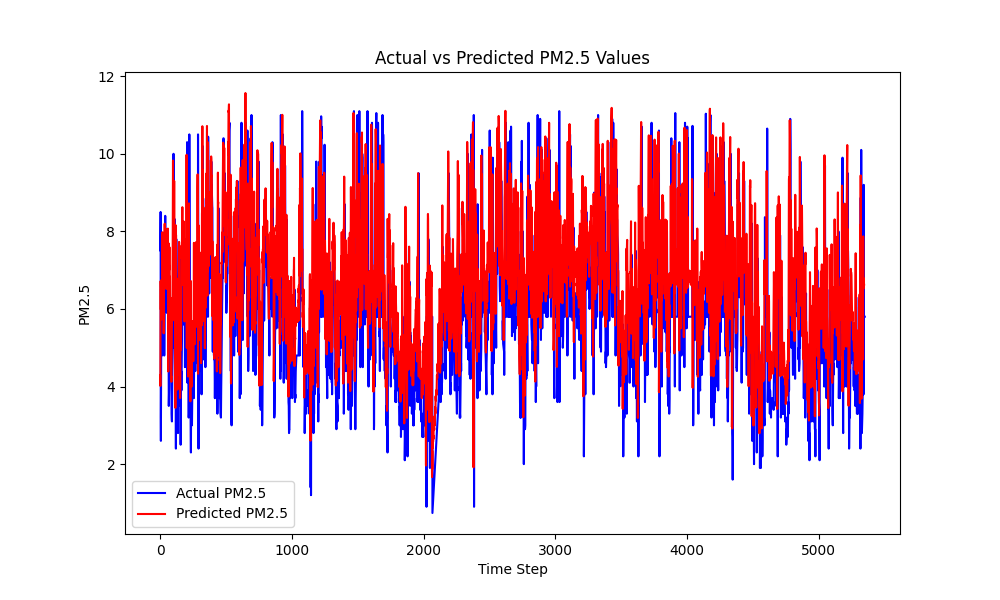 Actual vs Predicted PM2.5 Values
12
10
8
6
4
2
PM2.5
Actual PM2.5
Predicted PM2.5
0 1000 2000 3000 4000 5000
Time Step